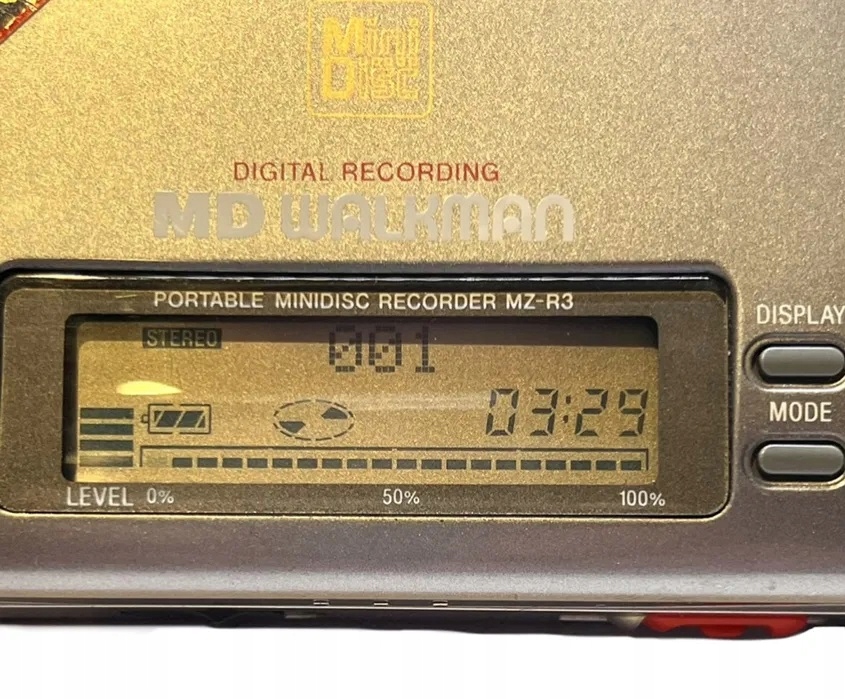 Mini
Disc
DIGITAL RECORDING
MD WALKMAN
PORTABLE MINIDISC RECORDER MZ-R3
DISPLAY
STEREO
001
03:29
MODE
LEVEL 0% 50% 100%